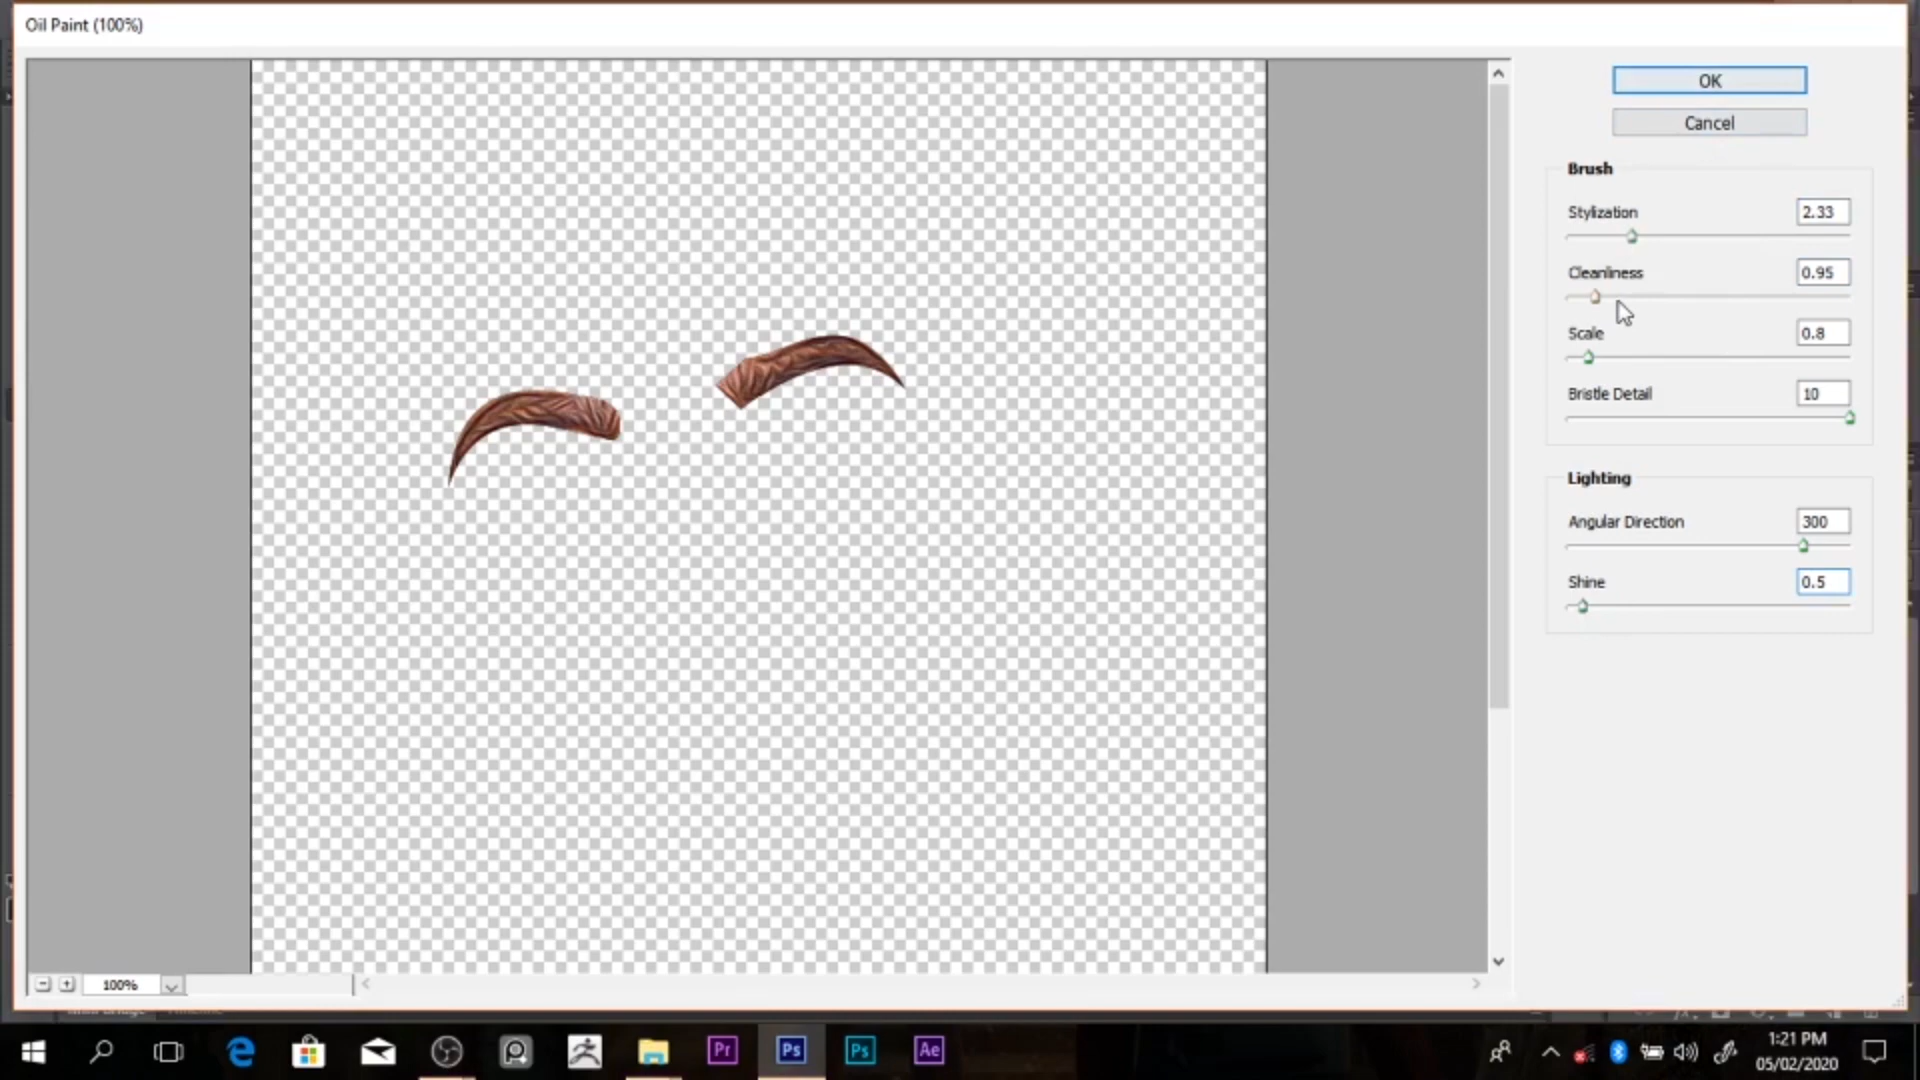 Oil Paint (100%)
OK
Cancel
Brush
Stylization 2.33
Cleanliness 0.95
Scale 0.8
Bristle Detail 10
Lighting
Angular Direction 300
Shine 0.5
100%
Pr Ps Ps Ae
1:21 PM
05/02/2020